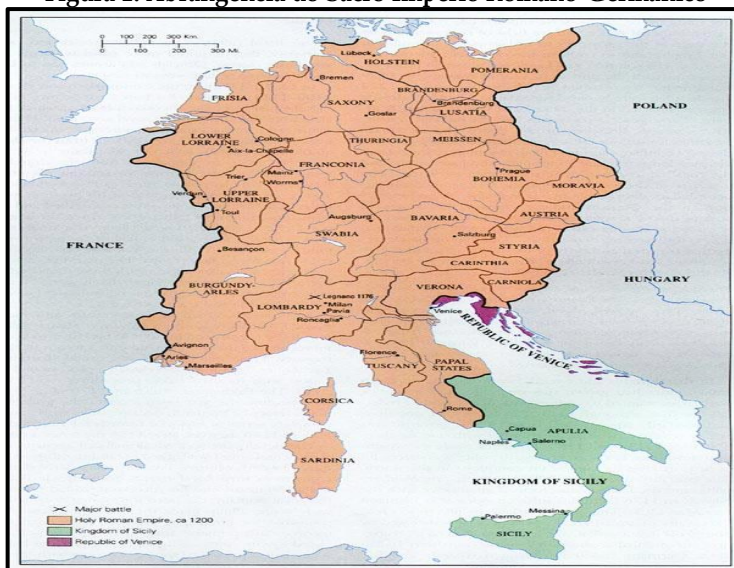 Figura 1: Abrangência do Sacro Império Romano-Germânico
0 100 200 300 Km.
0 100 200 300 Mi.
Lübeck
HOLSTEIN
POMERANIA
Bremen
BRANDENBURG
Brandenburg
FRISIA
SAXONY
LUSATIA
POLAND
Goslar
LOWER
LORRAINE
Cologne
Aix-la-Chapelle
THURINGIA
MEISSEN
FRANCONIA
Mainz
Trier
Worms
Prague
BOHEMIA
Verdun
UPPER
LORRAINE
MORAVIA
Toul
Augsburg
BAVARIA
AUSTRIA
FRANCE
SWABIA
Salzburg
Besançon
STYRIA
CARINTHIA
HUNGARY
BURGUNDY-
ARLES
VERONA
CARNIOLA
Legnano 1176
LOMBARDY
Milan
Pavia
Venice
Roncaglia
REPUBLIC OF VENICE
Avignon
Arles
Marseilles
Florence
TUSCANY
PAPAL
STATES
CORSICA
Rome
Capua
APULIA
Naples
Salerno
SARDINIA
KINGDOM OF SICILY
Messina
Palermo
SICILY
Major battle
Holy Roman Empire, ca 1200
Kingdom of Sicily
Republic of Venice